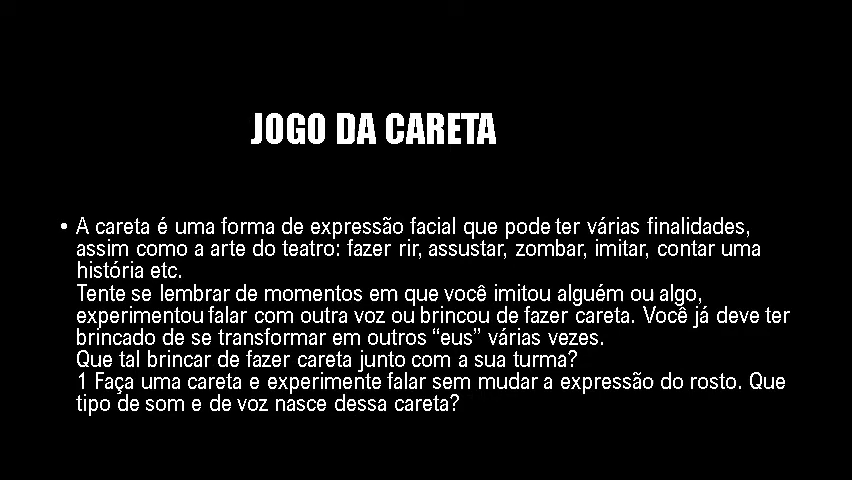 JOGO DA CARETA
• A careta é uma forma de expressão facial que pode ter várias finalidades,
assim como a arte do teatro: fazer rir, assustar, zombar, imitar, contar uma
história etc.
Tente se lembrar de momentos em que você imitou alguém ou algo,
experimentou falar com outra voz ou brincou de fazer careta. Você já deve ter
brincado de se transformar em outros “eus” várias vezes.
Que tal brincar de fazer careta junto com a sua turma?
1 Faça uma careta e experimente falar sem mudar a expressão do rosto. Que
tipo de som e de voz nasce dessa careta?